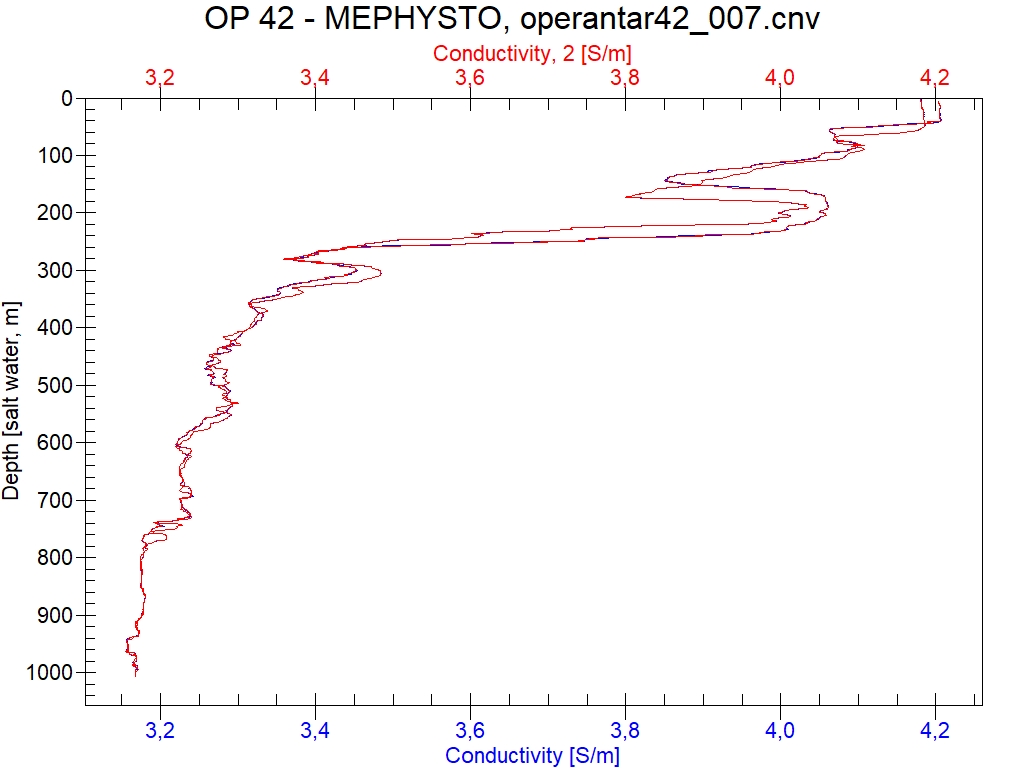 OP 42 - MEPHYSTO, operantar42_007.cnv
Conductivity, 2 [S/m]
3,2 3,4 3,6 3,8 4,0 4,2
0
100
200
300
400
500
600
700
800
900
1000
Depth [salt water, m]
3,2 3,4 3,6 3,8 4,0 4,2
Conductivity [S/m]